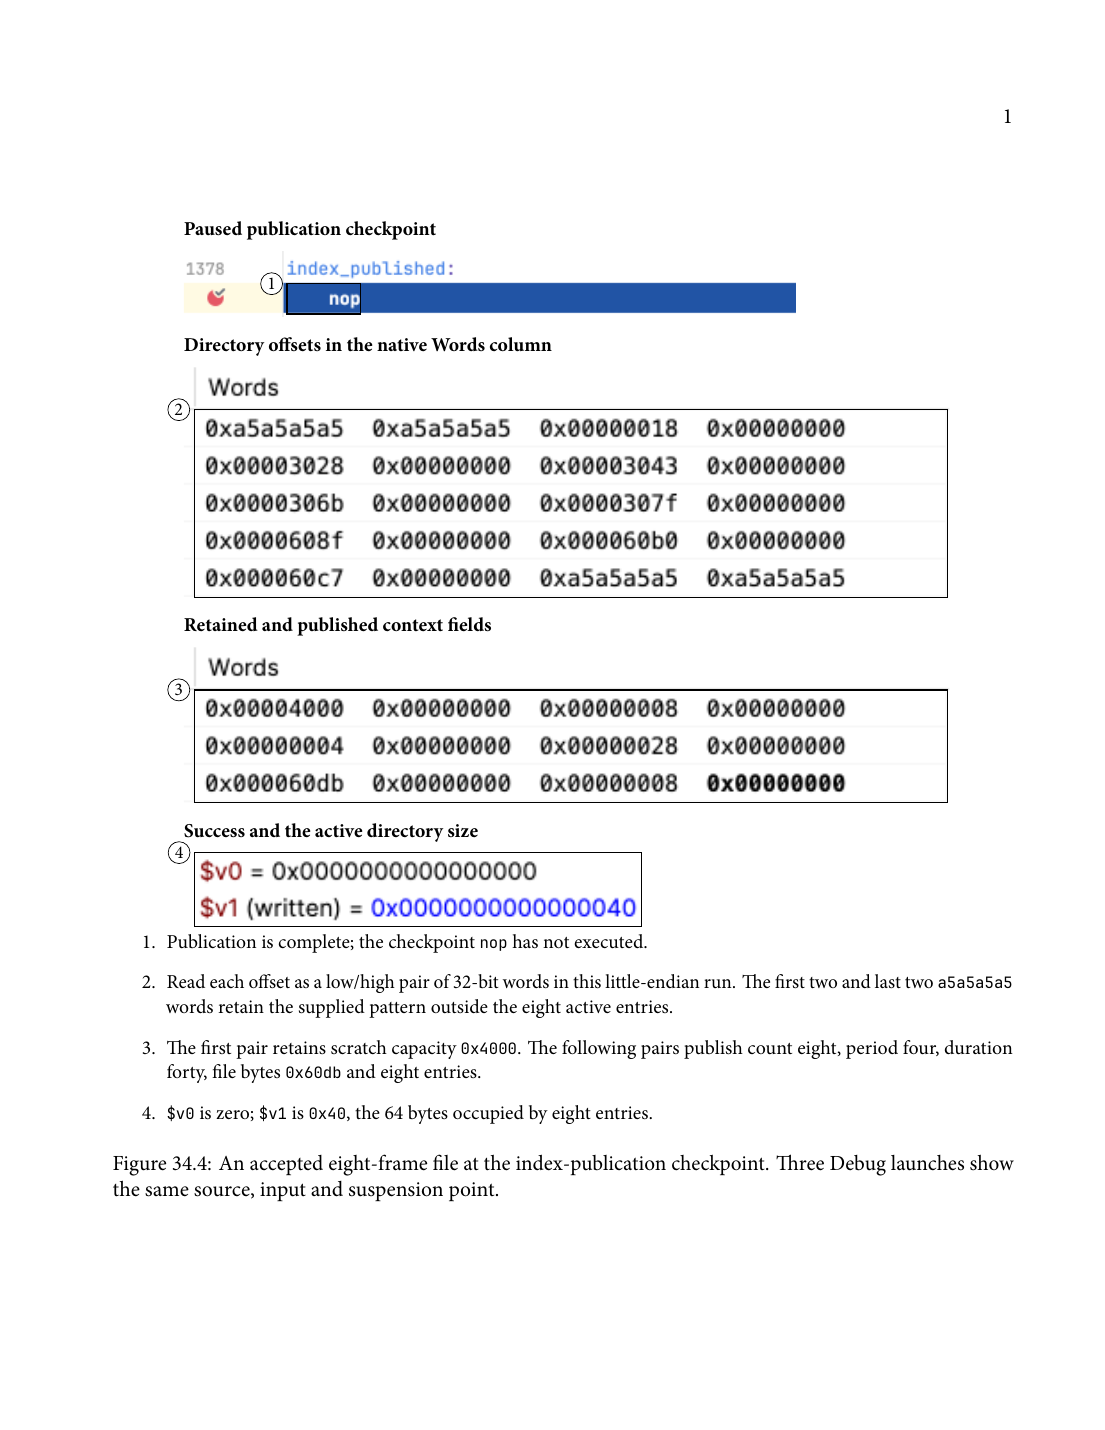 1
Paused publication checkpoint
1378 index_published:
1 nop
Directory offsets in the native Words column
Words
2
0xa5a5a5a5 0xa5a5a5a5 0x00000018 0x00000000
0x00003028 0x00000000 0x00003043 0x00000000
0x0000306b 0x00000000 0x0000307f 0x00000000
0x0000608f 0x00000000 0x000060b0 0x00000000
0x000060c7 0x00000000 0xa5a5a5a5 0xa5a5a5a5
Retained and published context fields
Words
3
0x00004000 0x00000000 0x00000008 0x00000000
0x00000004 0x00000000 0x00000028 0x00000000
0x000060db 0x00000000 0x00000008 0x00000000
Success and the active directory size
4
$v0 = 0x0000000000000000
$v1 (written) = 0x0000000000000040
1. Publication is complete; the checkpoint nop has not executed.
2. Read each offset as a low/high pair of 32-bit words in this little-endian run. The first two and last two a5a5a5a5
words retain the supplied pattern outside the eight active entries.
3. The first pair retains scratch capacity 0x4000. The following pairs publish count eight, period four, duration
forty, file bytes 0x60db and eight entries.
4. $v0 is zero; $v1 is 0x40, the 64 bytes occupied by eight entries.
Figure 34.4: An accepted eight-frame file at the index-publication checkpoint. Three Debug launches show
the same source, input and suspension point.